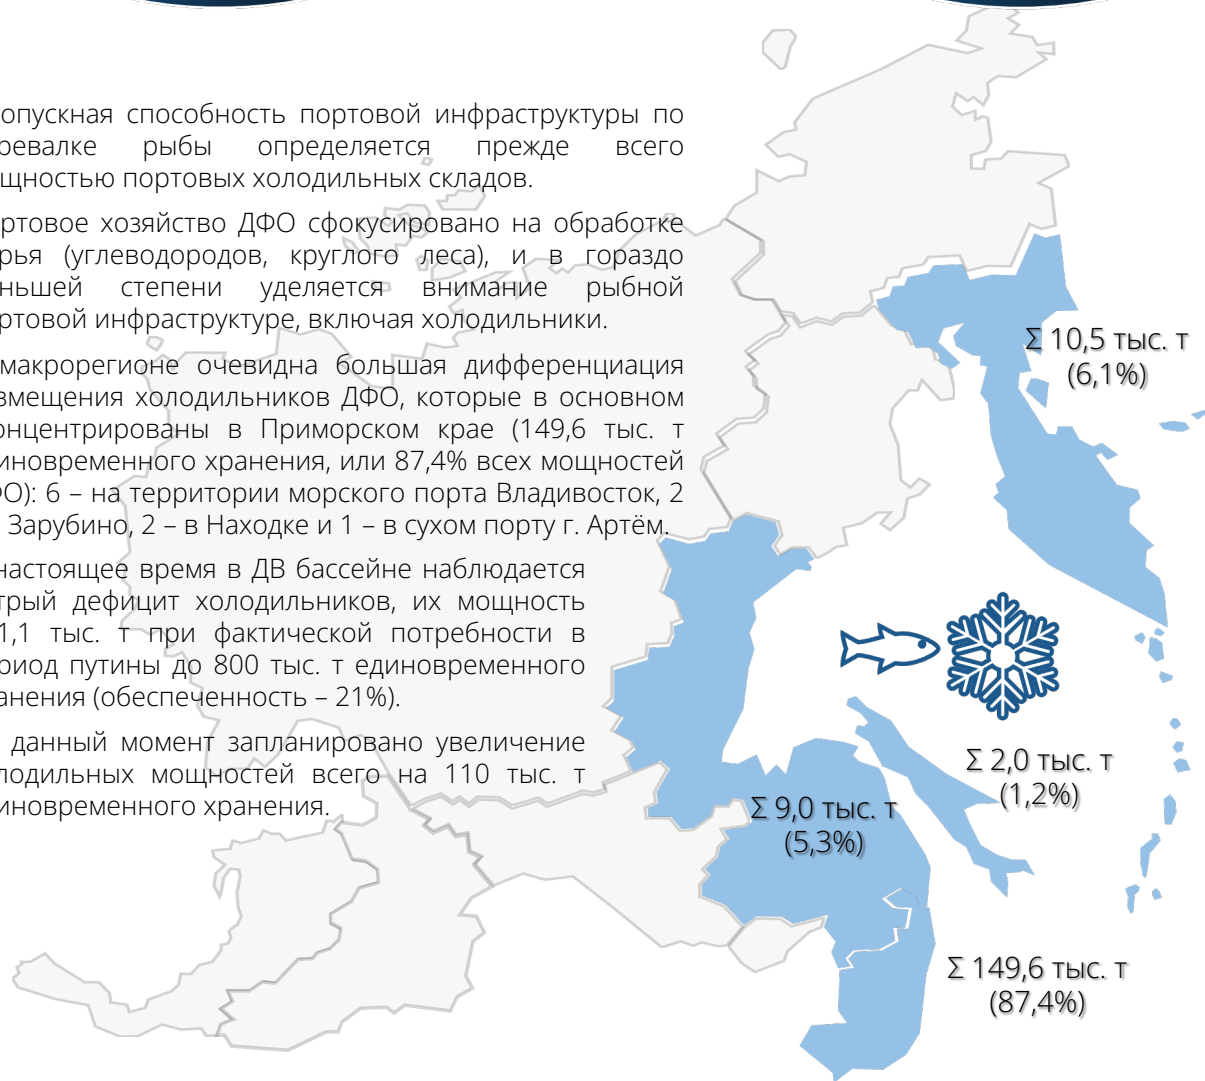 опускная способность портовой инфраструктуры по
ревалке рыбы определяется прежде всего
щностью портовых холодильных складов.
ртовое хозяйство ДФО сфокусировано на обработке
рья (углеводородов, круглого леса), и в гораздо
ньшей степени уделяется внимание рыбной
ртовой инфраструктуре, включая холодильники.
макрорегионе очевидна большая дифференциация
змещения холодильников ДФО, которые в основном
онцентрированы в Приморском крае (149,6 тыс. т
иновременного хранения, или 87,4% всех мощностей
ФО): 6 – на территории морского порта Владивосток, 2
Зарубино, 2 – в Находке и 1 – в сухом порту г. Артём.
настоящее время в ДВ бассейне наблюдается
трый дефицит холодильников, их мощность
1,1 тыс. т при фактической потребности в
риод путины до 800 тыс. т единовременного
анения (обеспеченность – 21%).
данный момент запланировано увеличение
лодильных мощностей всего на 110 тыс. т
иновременного хранения.
Σ 10,5 тыс. т
(6,1%)
Σ 2,0 тыс. т
(1,2%)
Σ 9,0 тыс. т
(5,3%)
Σ 149,6 тыс. т
(87,4%)